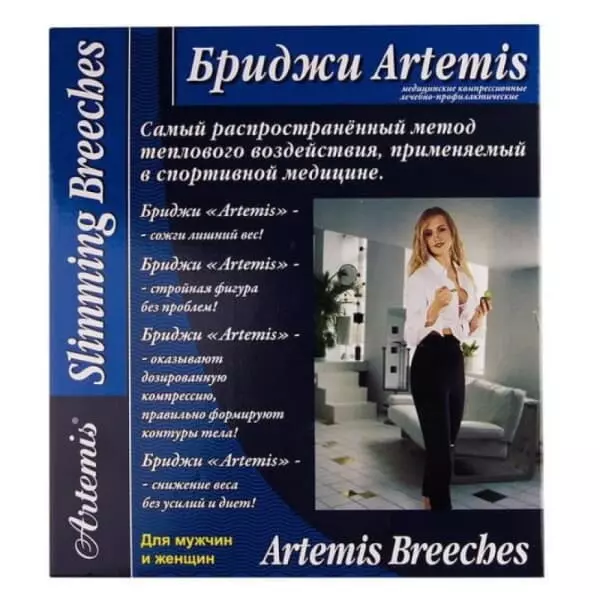 Бриджи Artemis
медицинские компрессионные
лечебно-профилактические
Самый распространённый метод
теплового воздействия, применяемый
в спортивной медицине.
Бриджи «Artemis» -
- сожги лишний вес!
Бриджи «Artemis» -
- стройная фигура
без проблем!
Бриджи «Artemis» -
- оказывают
дозированную
компрессию,
правильно формируют
контуры тела!
Бриджи «Artemis» -
- снижение веса
без усилий и диет!
Для мужчин
и женщин
Artemis Breeches
Artemis®
Slimming Breeches